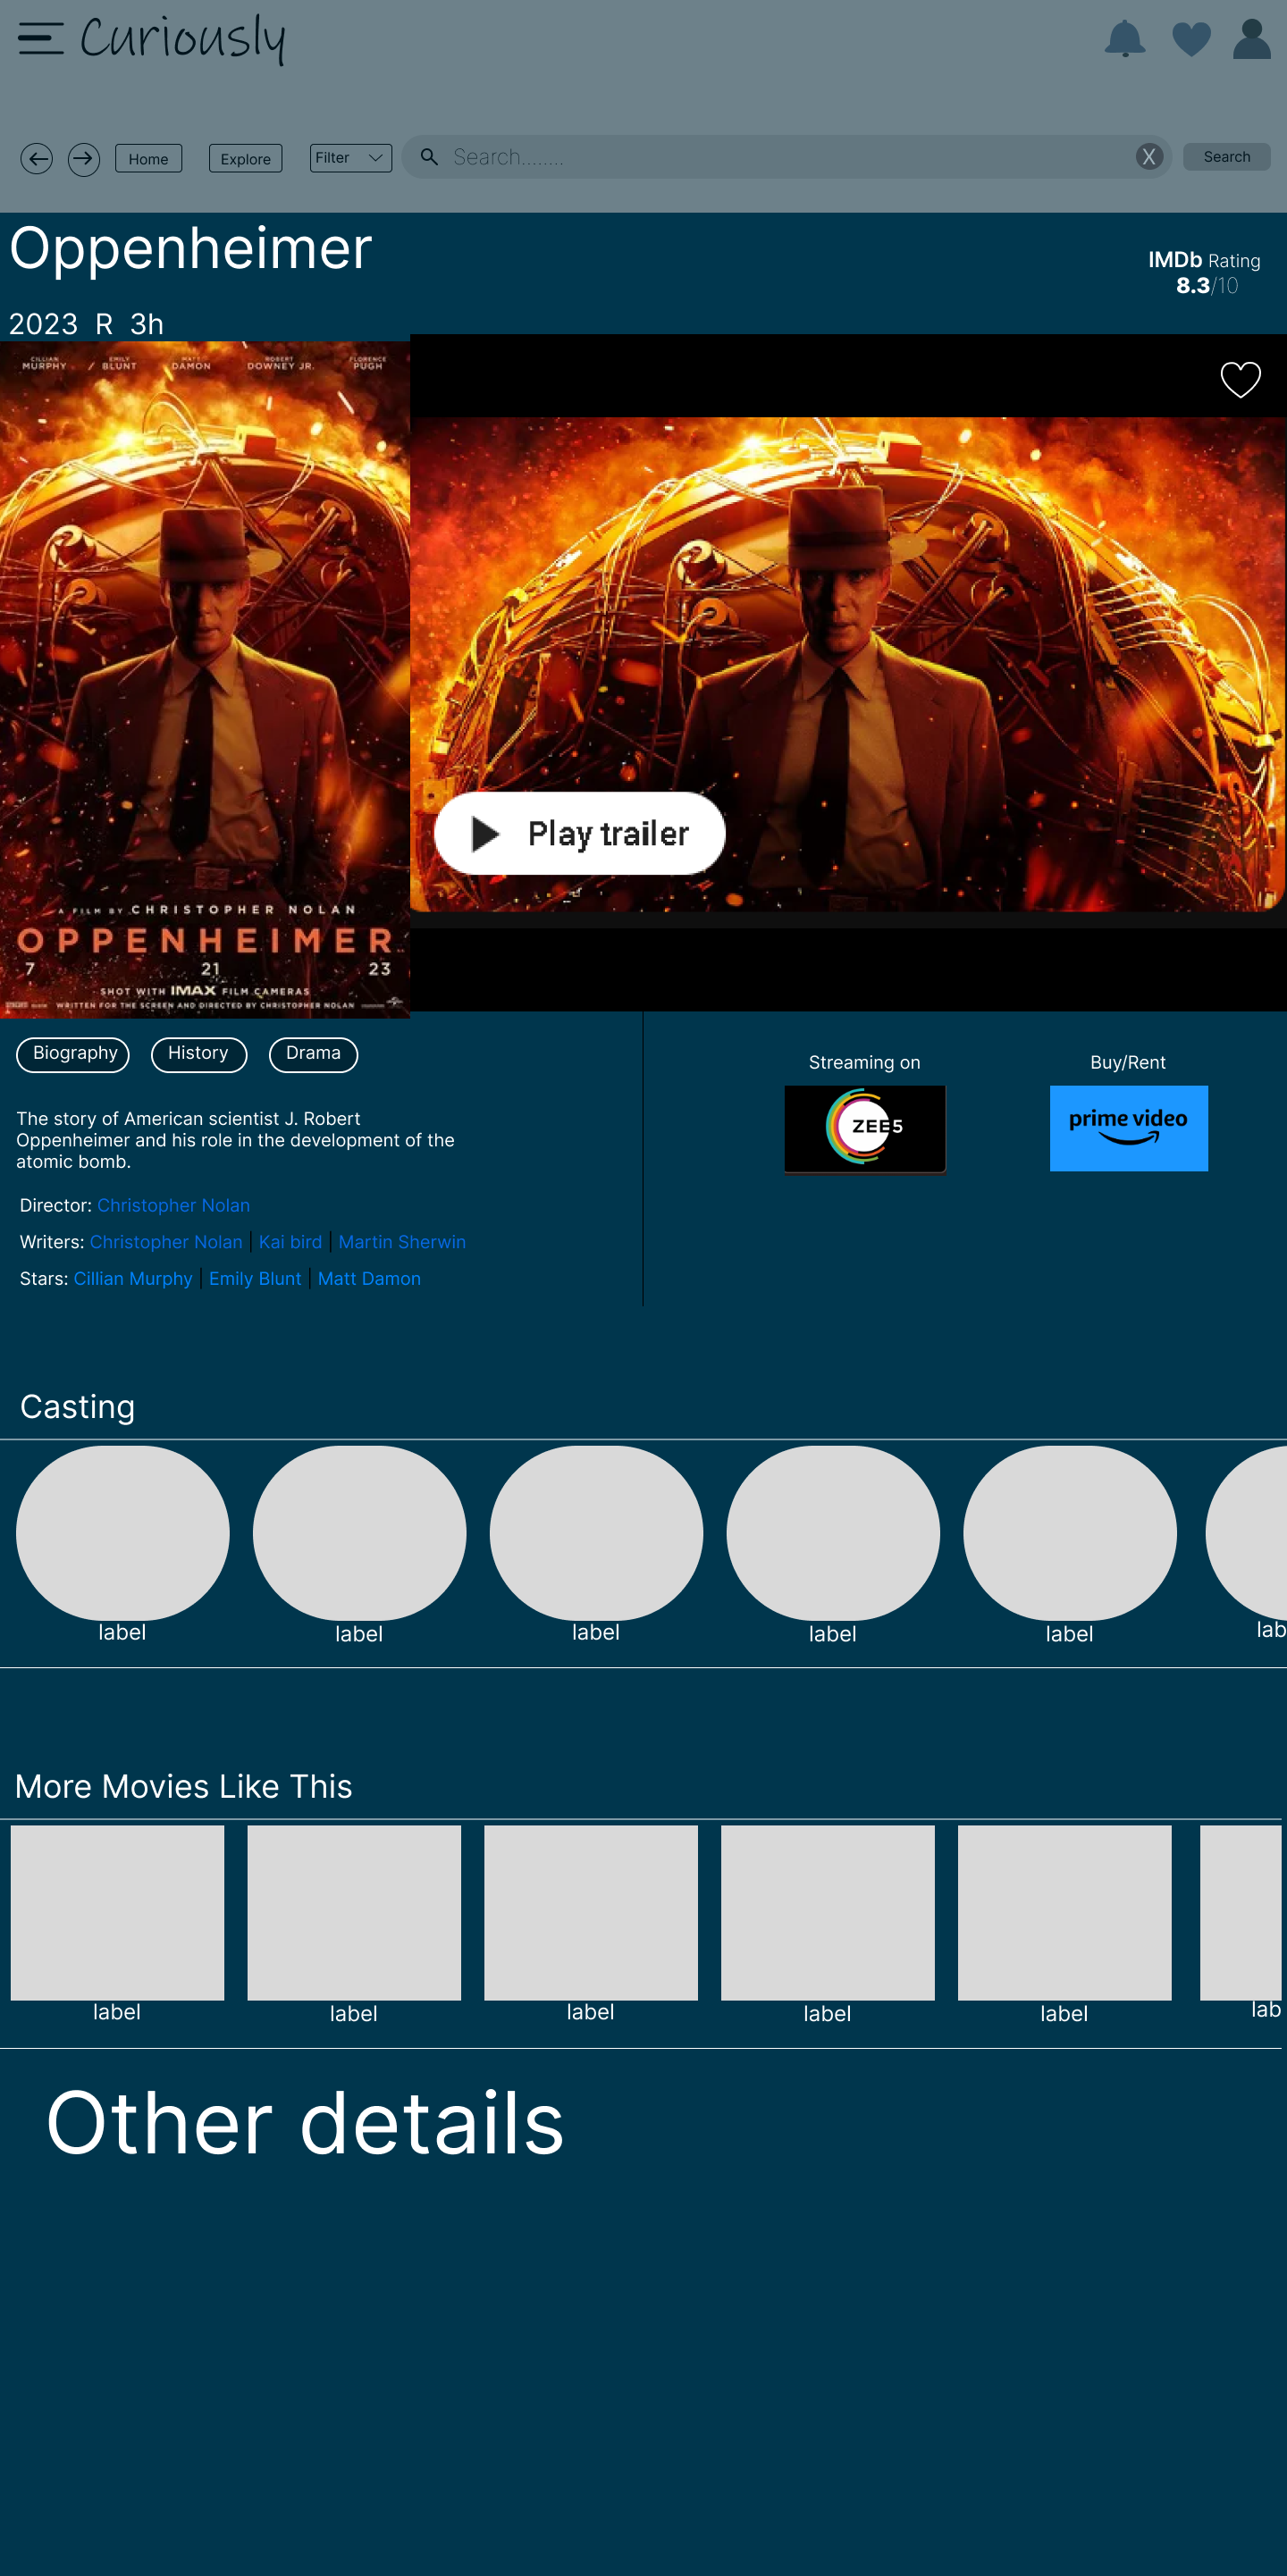 Curiously
Home
Explore
Filter
Search........
X
Search
Oppenheimer
IMDb Rating
8.3/10
2023 R 3h
CILLIAN MURPHY / EMILY BLUNT MATT DAMON ROBERT DOWNEY JR. FLORENCE PUGH
Play trailer
A FILM BY CHRISTOPHER NOLAN
OPPENHEIMER
7 21 23
SHOT WITH IMAX FILM CAMERAS
WRITTEN FOR THE SCREEN AND DIRECTED BY CHRISTOPHER NOLAN
Biography
History
Drama
Streaming on
Buy/Rent
ZEE5
prime video
The story of American scientist J. Robert
Oppenheimer and his role in the development of the
atomic bomb.
Director: Christopher Nolan
Writers: Christopher Nolan | Kai bird | Martin Sherwin
Stars: Cillian Murphy | Emily Blunt | Matt Damon
Casting
label
label
label
label
label
lab
More Movies Like This
label
label
label
label
label
lab
Other details